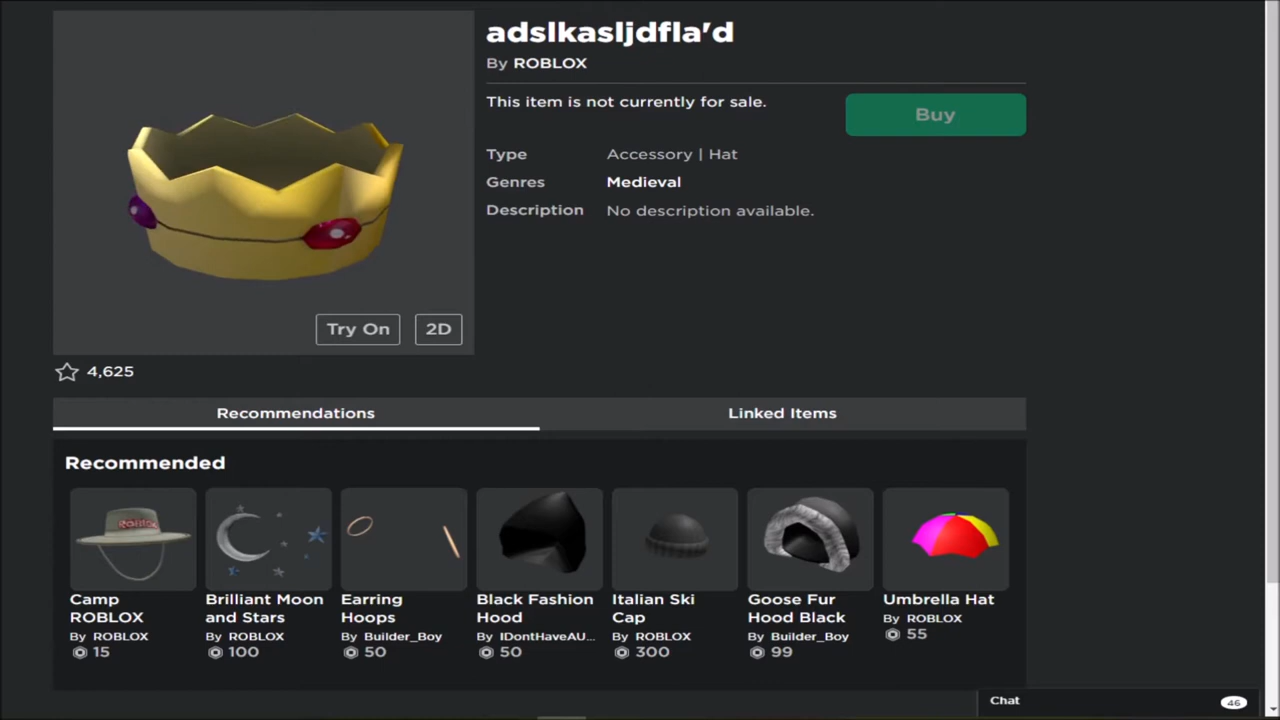 adslkasljdfla'd
By ROBLOX
This item is not currently for sale.
Buy
Type Accessory | Hat
Genres Medieval
Description No description available.
Try On 2D
4,625
Recommendations Linked Items
Recommended
Roblox
Camp
ROBLOX
By ROBLOX
15
Brilliant Moon
and Stars
By ROBLOX
100
Earring
Hoops
By Builder_Boy
50
Black Fashion
Hood
By IDontHaveAU...
50
Italian Ski
Cap
By ROBLOX
300
Goose Fur
Hood Black
By Builder_Boy
99
Umbrella Hat
By ROBLOX
55
Chat 46